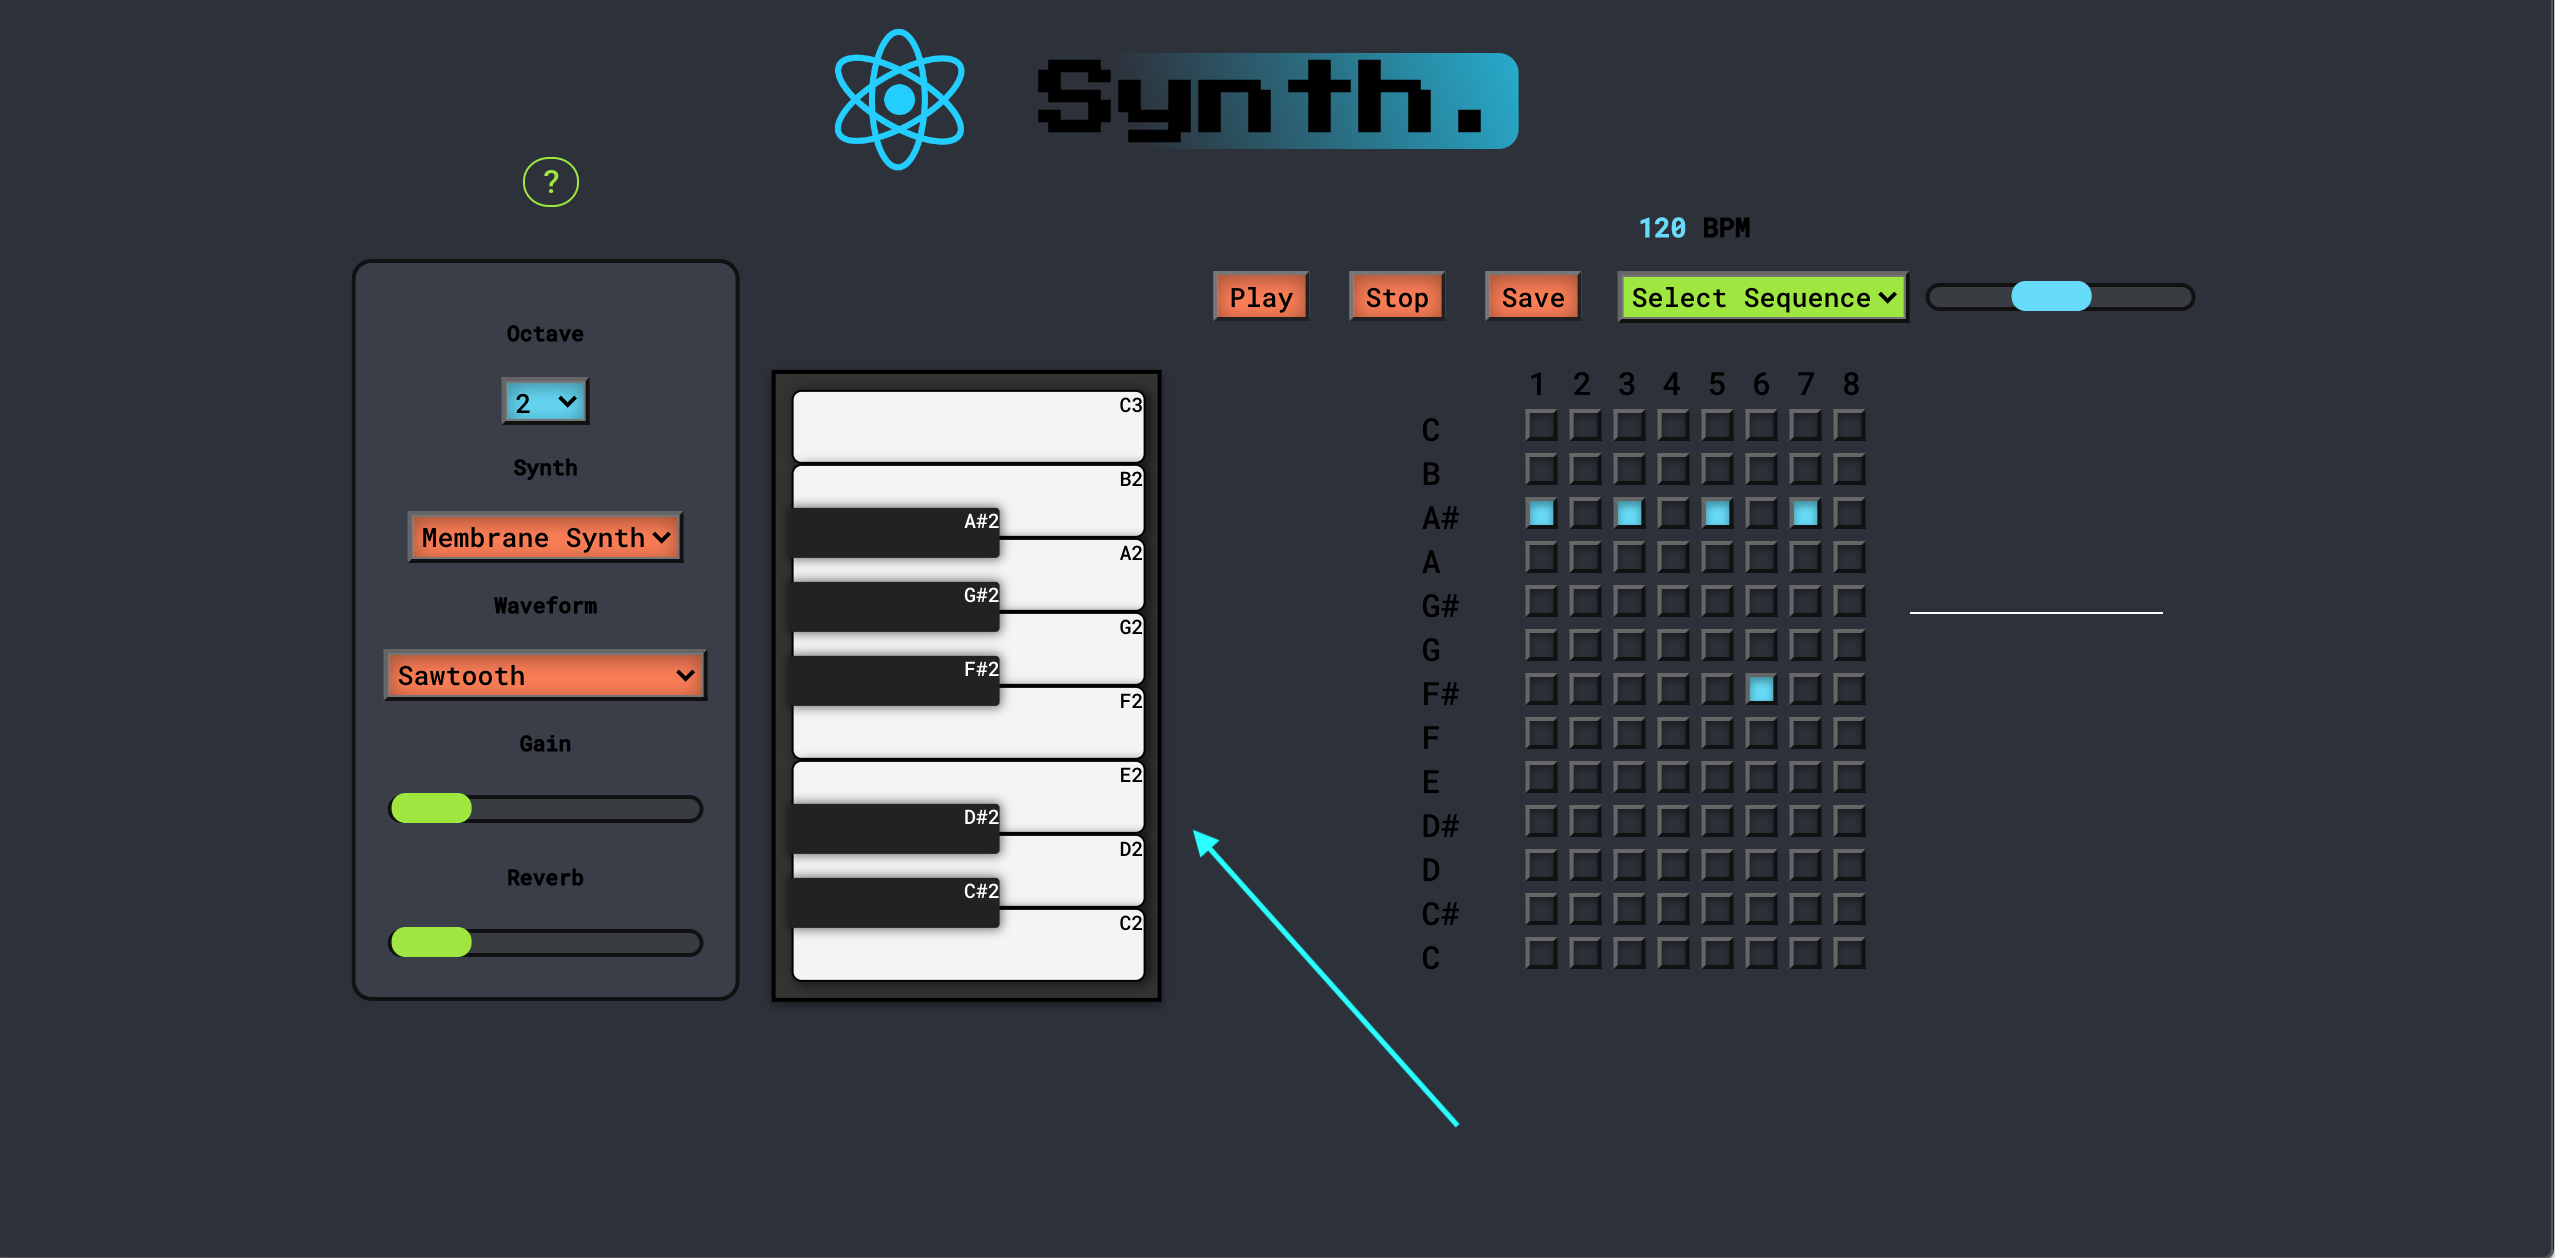 Synth.
?
120 BPM
Play Stop Save Select Sequence
Octave
2
Synth
Membrane Synth
Waveform
Sawtooth
Gain
Reverb
C3
B2
A#2
A2
G#2
G2
F#2
F2
E2
D#2
D2
C#2
C2
1 2 3 4 5 6 7 8
C
B
A#
A
G#
G
F#
F
E
D#
D
C#
C